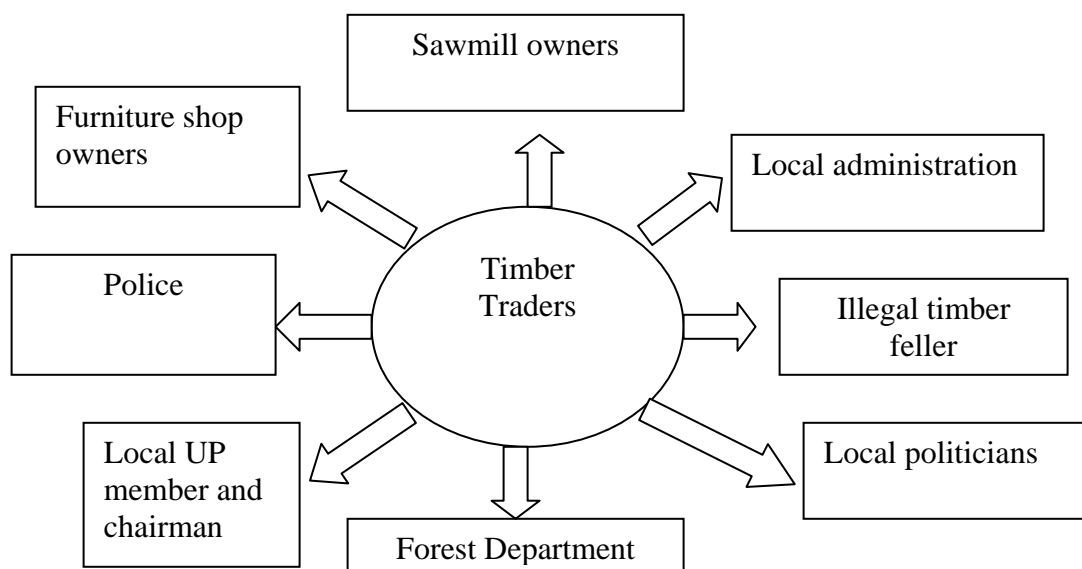 Sawmill owners
Furniture shop
owners
Local administration
Police
Timber
Traders
Illegal timber
feller
Local UP
member and
chairman
Local politicians
Forest Department